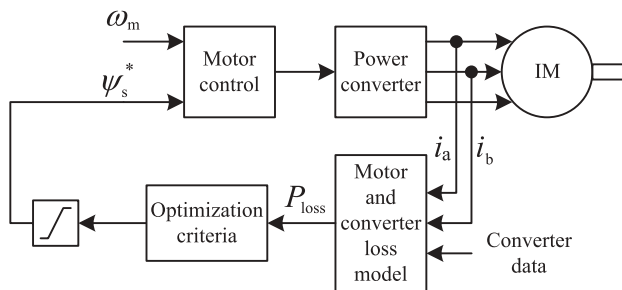 ωm
ψs*
Motor
control
Power
converter
IM
ia
ib
Motor
and
converter
loss
model
Ploss
Optimization
criteria
Converter
data